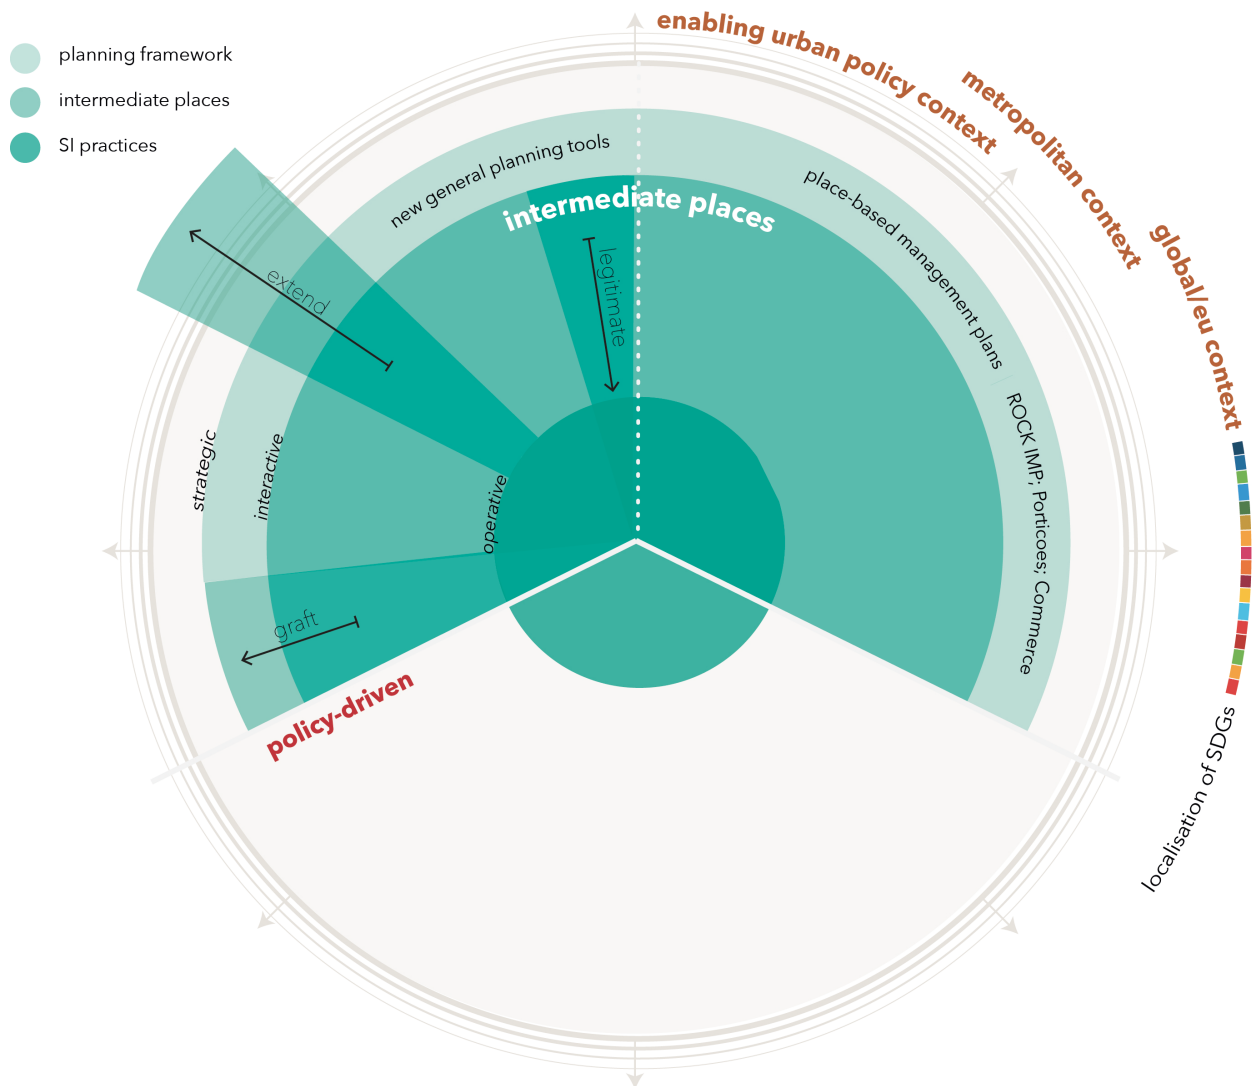 planning framework
intermediate places
SI practices
enabling urban policy context
metropolitan context
global/eu context
new general planning tools
place-based management plans
ROCK IMP; Porticoes; Commerce
intermediate places
legitimate
extend
strategic
interactive
operative
graft
policy-driven
localisation of SDGs